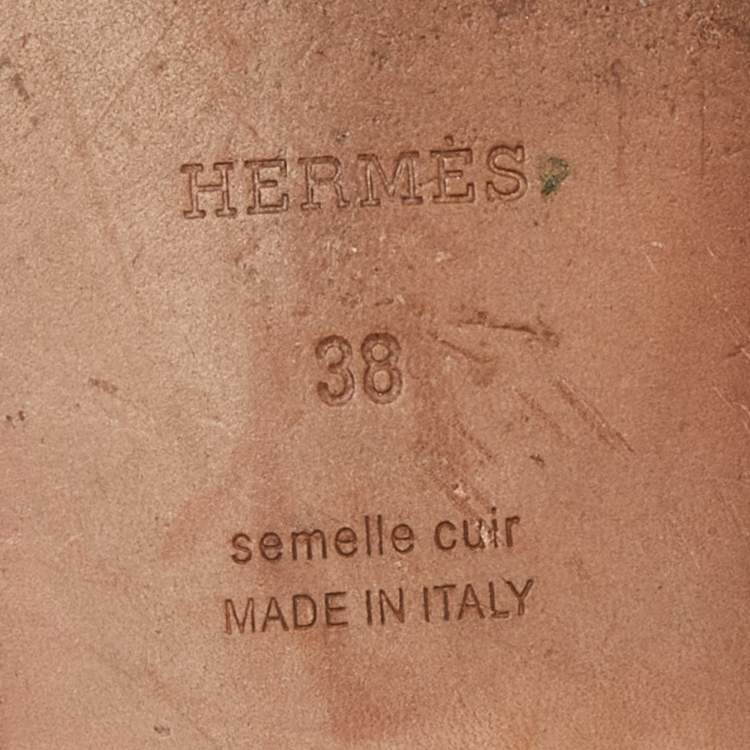 HERMÈS
38
semelle cuir
MADE IN ITALY